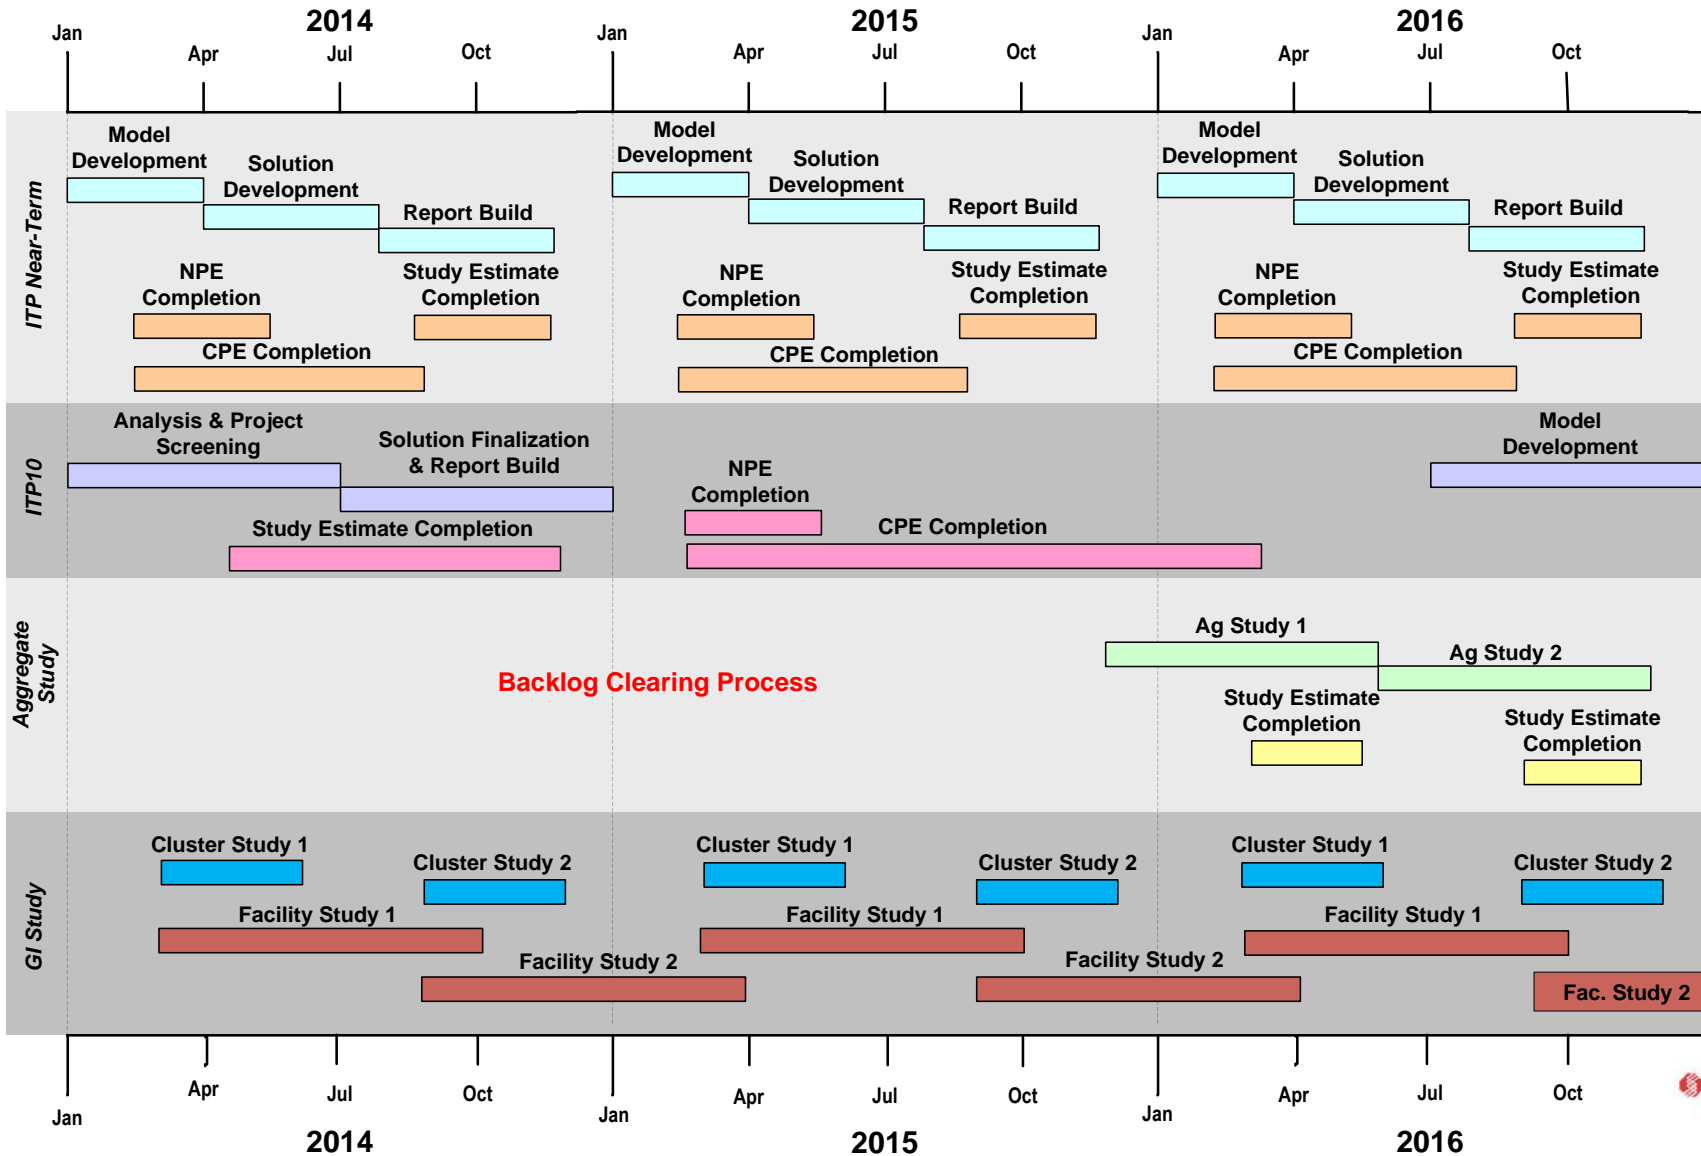 2014
2015
2016
Jan
Apr
Jul
Oct
Jan
Apr
Jul
Oct
Jan
Apr
Jul
Oct
ITP Near-Term
Model
Development
Solution
Development
Report Build
NPE
Completion
Study Estimate
Completion
CPE Completion
Model
Development
Solution
Development
Report Build
NPE
Completion
Study Estimate
Completion
CPE Completion
Model
Development
Solution
Development
Report Build
NPE
Completion
Study Estimate
Completion
CPE Completion
ITP10
Analysis & Project
Screening
Solution Finalization
& Report Build
Study Estimate Completion
NPE
Completion
CPE Completion
Model
Development
Aggregate
Study
Backlog Clearing Process
Ag Study 1
Ag Study 2
Study Estimate
Completion
Study Estimate
Completion
GI Study
Cluster Study 1
Cluster Study 2
Facility Study 1
Facility Study 2
Cluster Study 1
Cluster Study 2
Facility Study 1
Facility Study 2
Cluster Study 1
Cluster Study 2
Facility Study 1
Fac. Study 2
Jan
Apr
Jul
Oct
Jan
Apr
Jul
Oct
Jan
Apr
Jul
Oct
2014
2015
2016